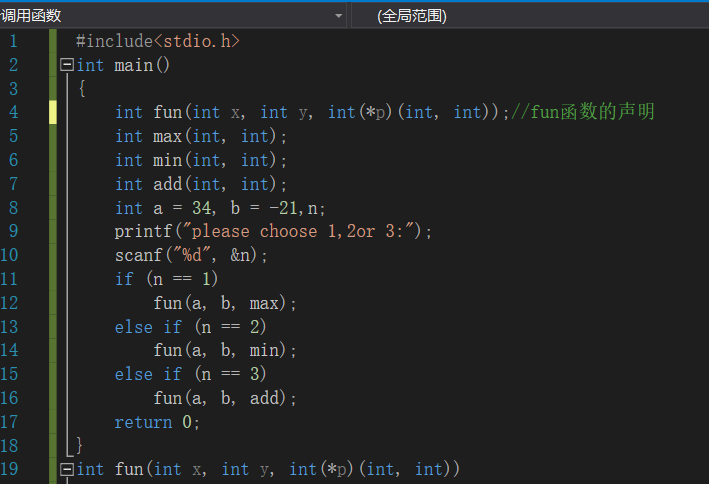 调用函数 (全局范围)
1 #include<stdio.h>
2 int main()
3 {
4 int fun(int x, int y, int(*p)(int, int));//fun函数的声明
5 int max(int, int);
6 int min(int, int);
7 int add(int, int);
8 int a = 34, b = -21,n;
9 printf("please choose 1,2or 3:");
10 scanf("%d", &n);
11 if (n == 1)
12 fun(a, b, max);
13 else if (n == 2)
14 fun(a, b, min);
15 else if (n == 3)
16 fun(a, b, add);
17 return 0;
18 }
19 int fun(int x, int y, int(*p)(int, int))